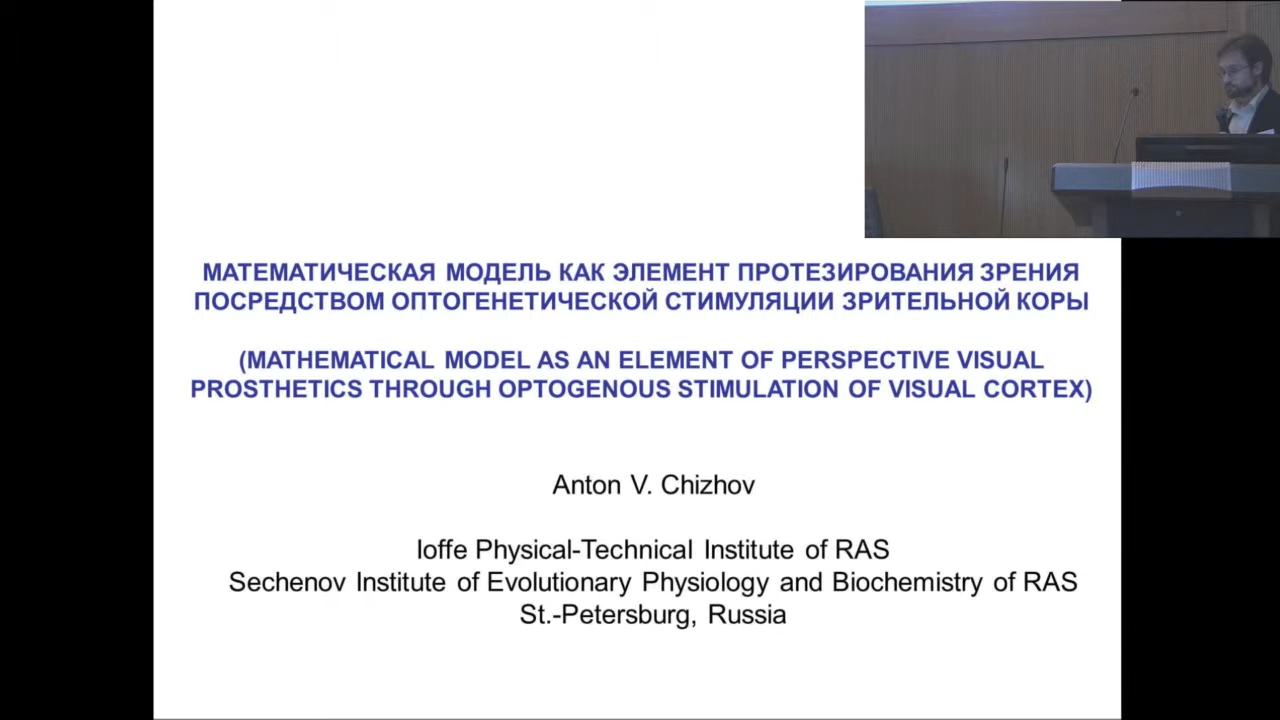 МАТЕМАТИЧЕСКАЯ МОДЕЛЬ КАК ЭЛЕМЕНТ ПРОТЕЗИРОВАНИЯ ЗРЕНИЯ
ПОСРЕДСТВОМ ОПТОГЕНЕТИЧЕСКОЙ СТИМУЛЯЦИИ ЗРИТЕЛЬНОЙ КОРЫ
(MATHEMATICAL MODEL AS AN ELEMENT OF PERSPECTIVE VISUAL
PROSTHETICS THROUGH OPTOGENOUS STIMULATION OF VISUAL CORTEX)
Anton V. Chizhov
Ioffe Physical-Technical Institute of RAS
Sechenov Institute of Evolutionary Physiology and Biochemistry of RAS
St.-Petersburg, Russia